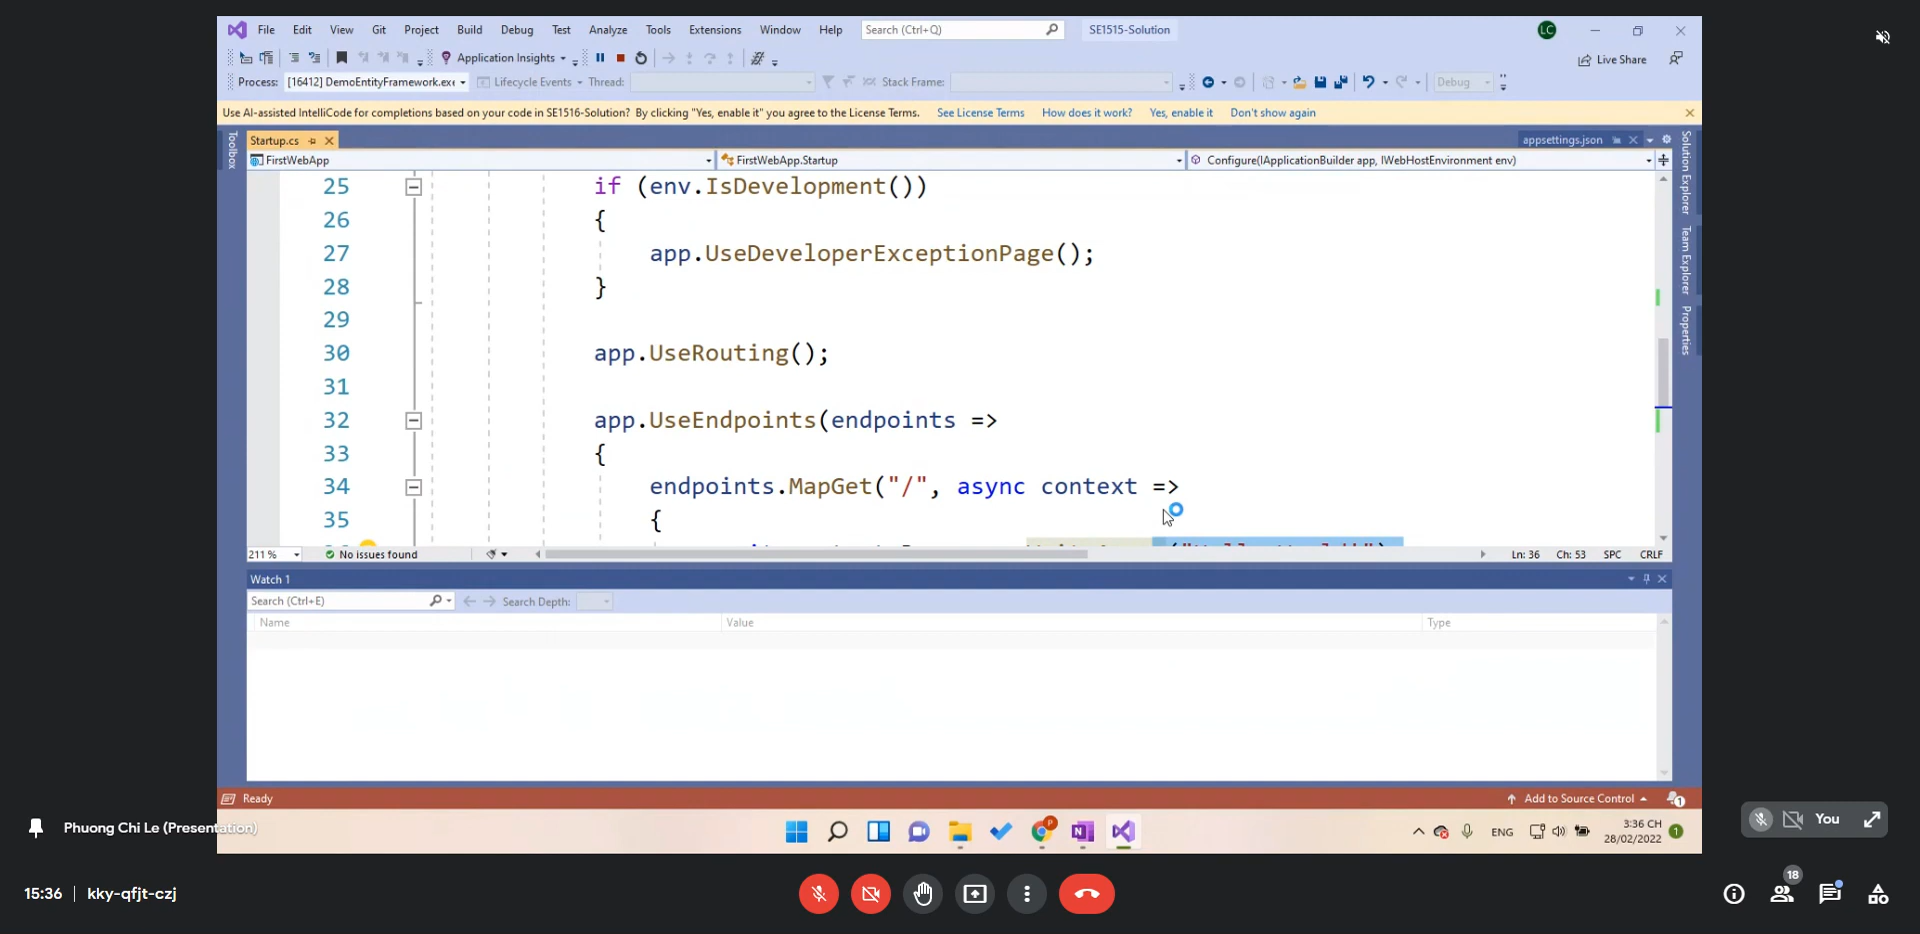 File Edit View Git Project Build Debug Test Analyze Tools Extensions Window Help Search (Ctrl+Q) SE1515-Solution LC
Application Insights Live Share
Process: [16412] DemoEntityFramework.exe Lifecycle Events Thread: Stack Frame: Debug
Use AI-assisted IntelliCode for completions based on your code in SE1516-Solution? By clicking "Yes, enable it" you agree to the License Terms. See License Terms How does it work? Yes, enable it Don't show again
Toolbox
Startup.cs appsettings.json
FirstWebApp FirstWebApp.Startup Configure(IApplicationBuilder app, IWebHostEnvironment env)
Solution Explorer
Team Explorer
Properties
25 if (env.IsDevelopment())
26 {
27 app.UseDeveloperExceptionPage();
28 }
29
30 app.UseRouting();
31
32 app.UseEndpoints(endpoints =>
33 {
34 endpoints.MapGet("/", async context =>
35 {
211 % No issues found Ln: 36 Ch: 53 SPC CRLF
Watch 1
Search (Ctrl+E) Search Depth:
Name Value Type
Ready Add to Source Control 1
Phuong Chi Le (Presentation)
P
N
ENG
3:36 CH
28/02/2022
1
You
15:36 | kky-qfjt-czj
18